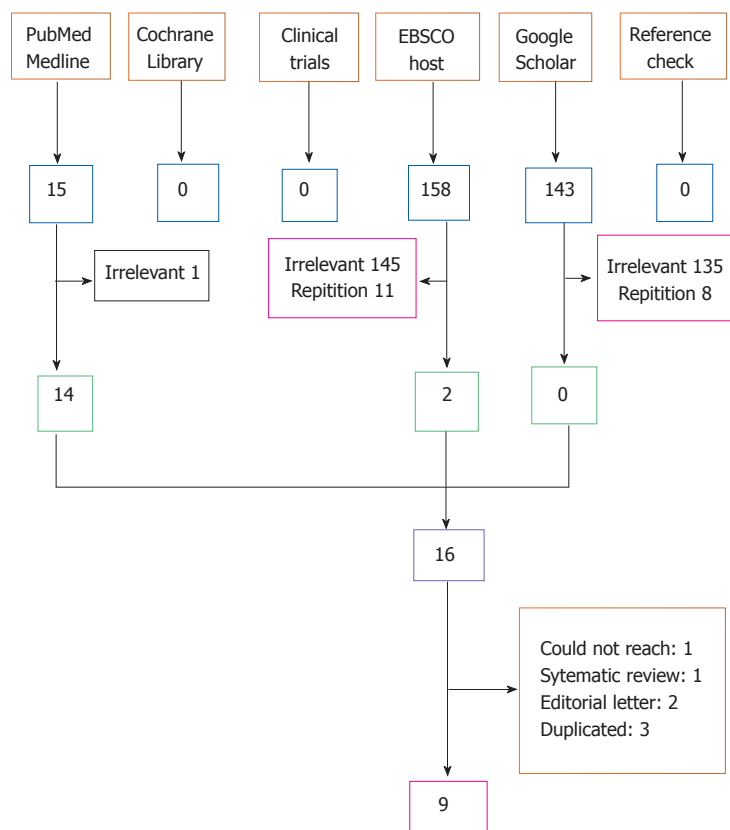 PubMed
Medline
Cochrane
Library
Clinical
trials
EBSCO
host
Google
Scholar
Reference
check
15
0
0
158
143
0
Irrelevant 1
Irrelevant 145
Repitition 11
Irrelevant 135
Repitition 8
14
2
0
16
Could not reach: 1
Sytematic review: 1
Editorial letter: 2
Duplicated: 3
9